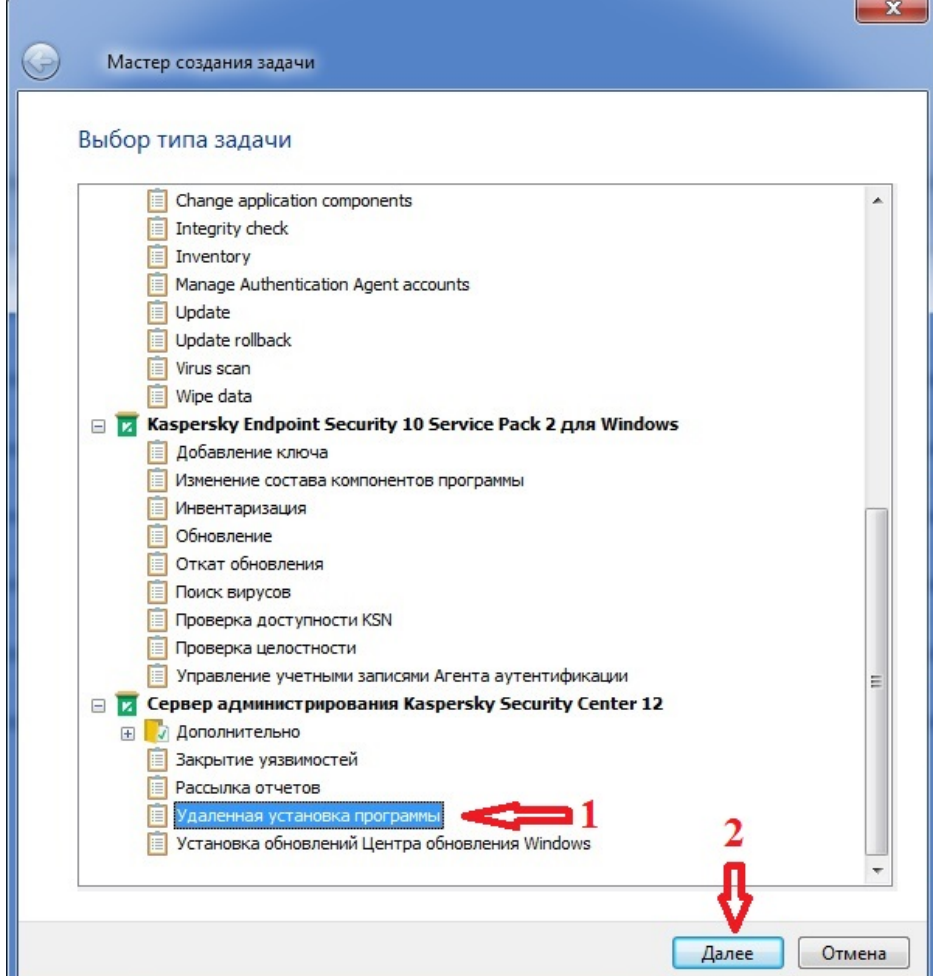 Мастер создания задачи
Выбор типа задачи
Change application components
Integrity check
Inventory
Manage Authentication Agent accounts
Update
Update rollback
Virus scan
Wipe data
Kaspersky Endpoint Security 10 Service Pack 2 для Windows
Добавление ключа
Изменение состава компонентов программы
Инвентаризация
Обновление
Откат обновления
Поиск вирусов
Проверка доступности KSN
Проверка целостности
Управление учетными записями Агента аутентификации
Сервер администрирования Kaspersky Security Center 12
Дополнительно
Закрытие уязвимостей
Рассылка отчетов
Удаленная установка программы 1
Установка обновлений Центра обновления Windows
2
Далее Отмена